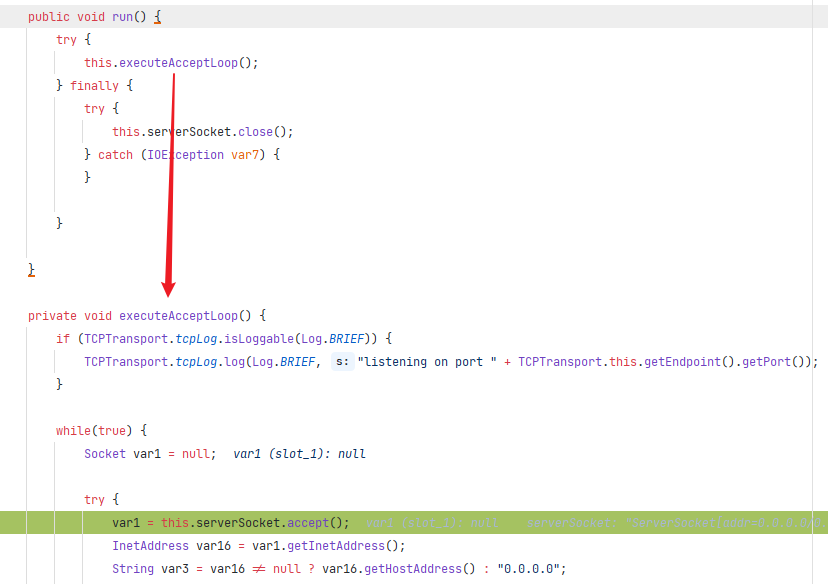 public void run() {
try {
this.executeAcceptLoop();
} finally {
try {
this.serverSocket.close();
} catch (IOException var7) {
}
}
}
private void executeAcceptLoop() {
if (TCPTransport.tcpLog.isLoggable(Log.BRIEF)) {
TCPTransport.tcpLog.log(Log.BRIEF, s: "listening on port " + TCPTransport.this.getEndpoint().getPort());
}
while(true) {
Socket var1 = null; var1 (slot_1): null
try {
var1 = this.serverSocket.accept(); var1 (slot_1): null serverSocket: "ServerSocket[addr=0.0.0.0/0.
InetAddress var16 = var1.getInetAddress();
String var3 = var16 ≠ null ? var16.getHostAddress() : "0.0.0.0";